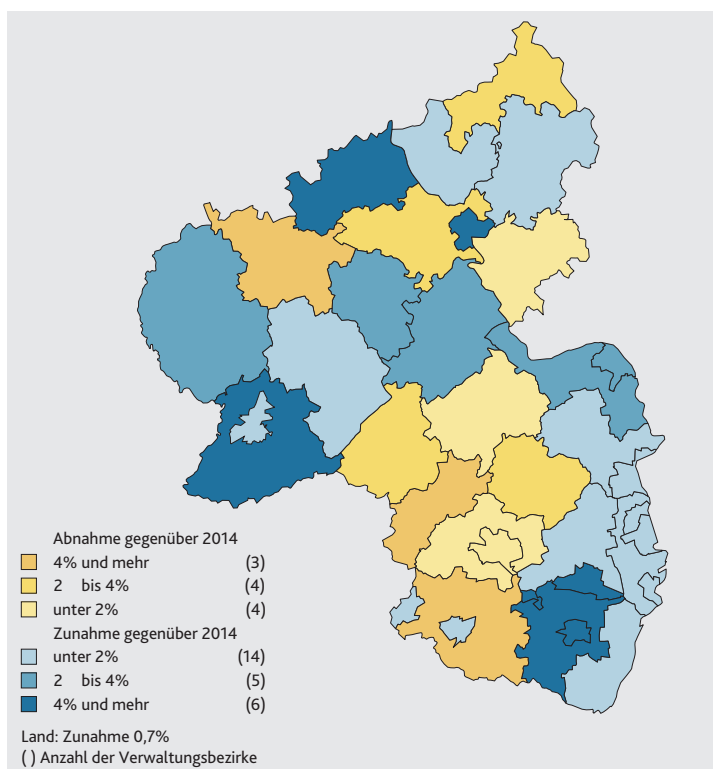 Abnahme gegenüber 2014
4% und mehr (3)
2 bis 4% (4)
unter 2% (4)
Zunahme gegenüber 2014
unter 2% (14)
2 bis 4% (5)
4% und mehr (6)
Land: Zunahme 0,7%
( ) Anzahl der Verwaltungsbezirke